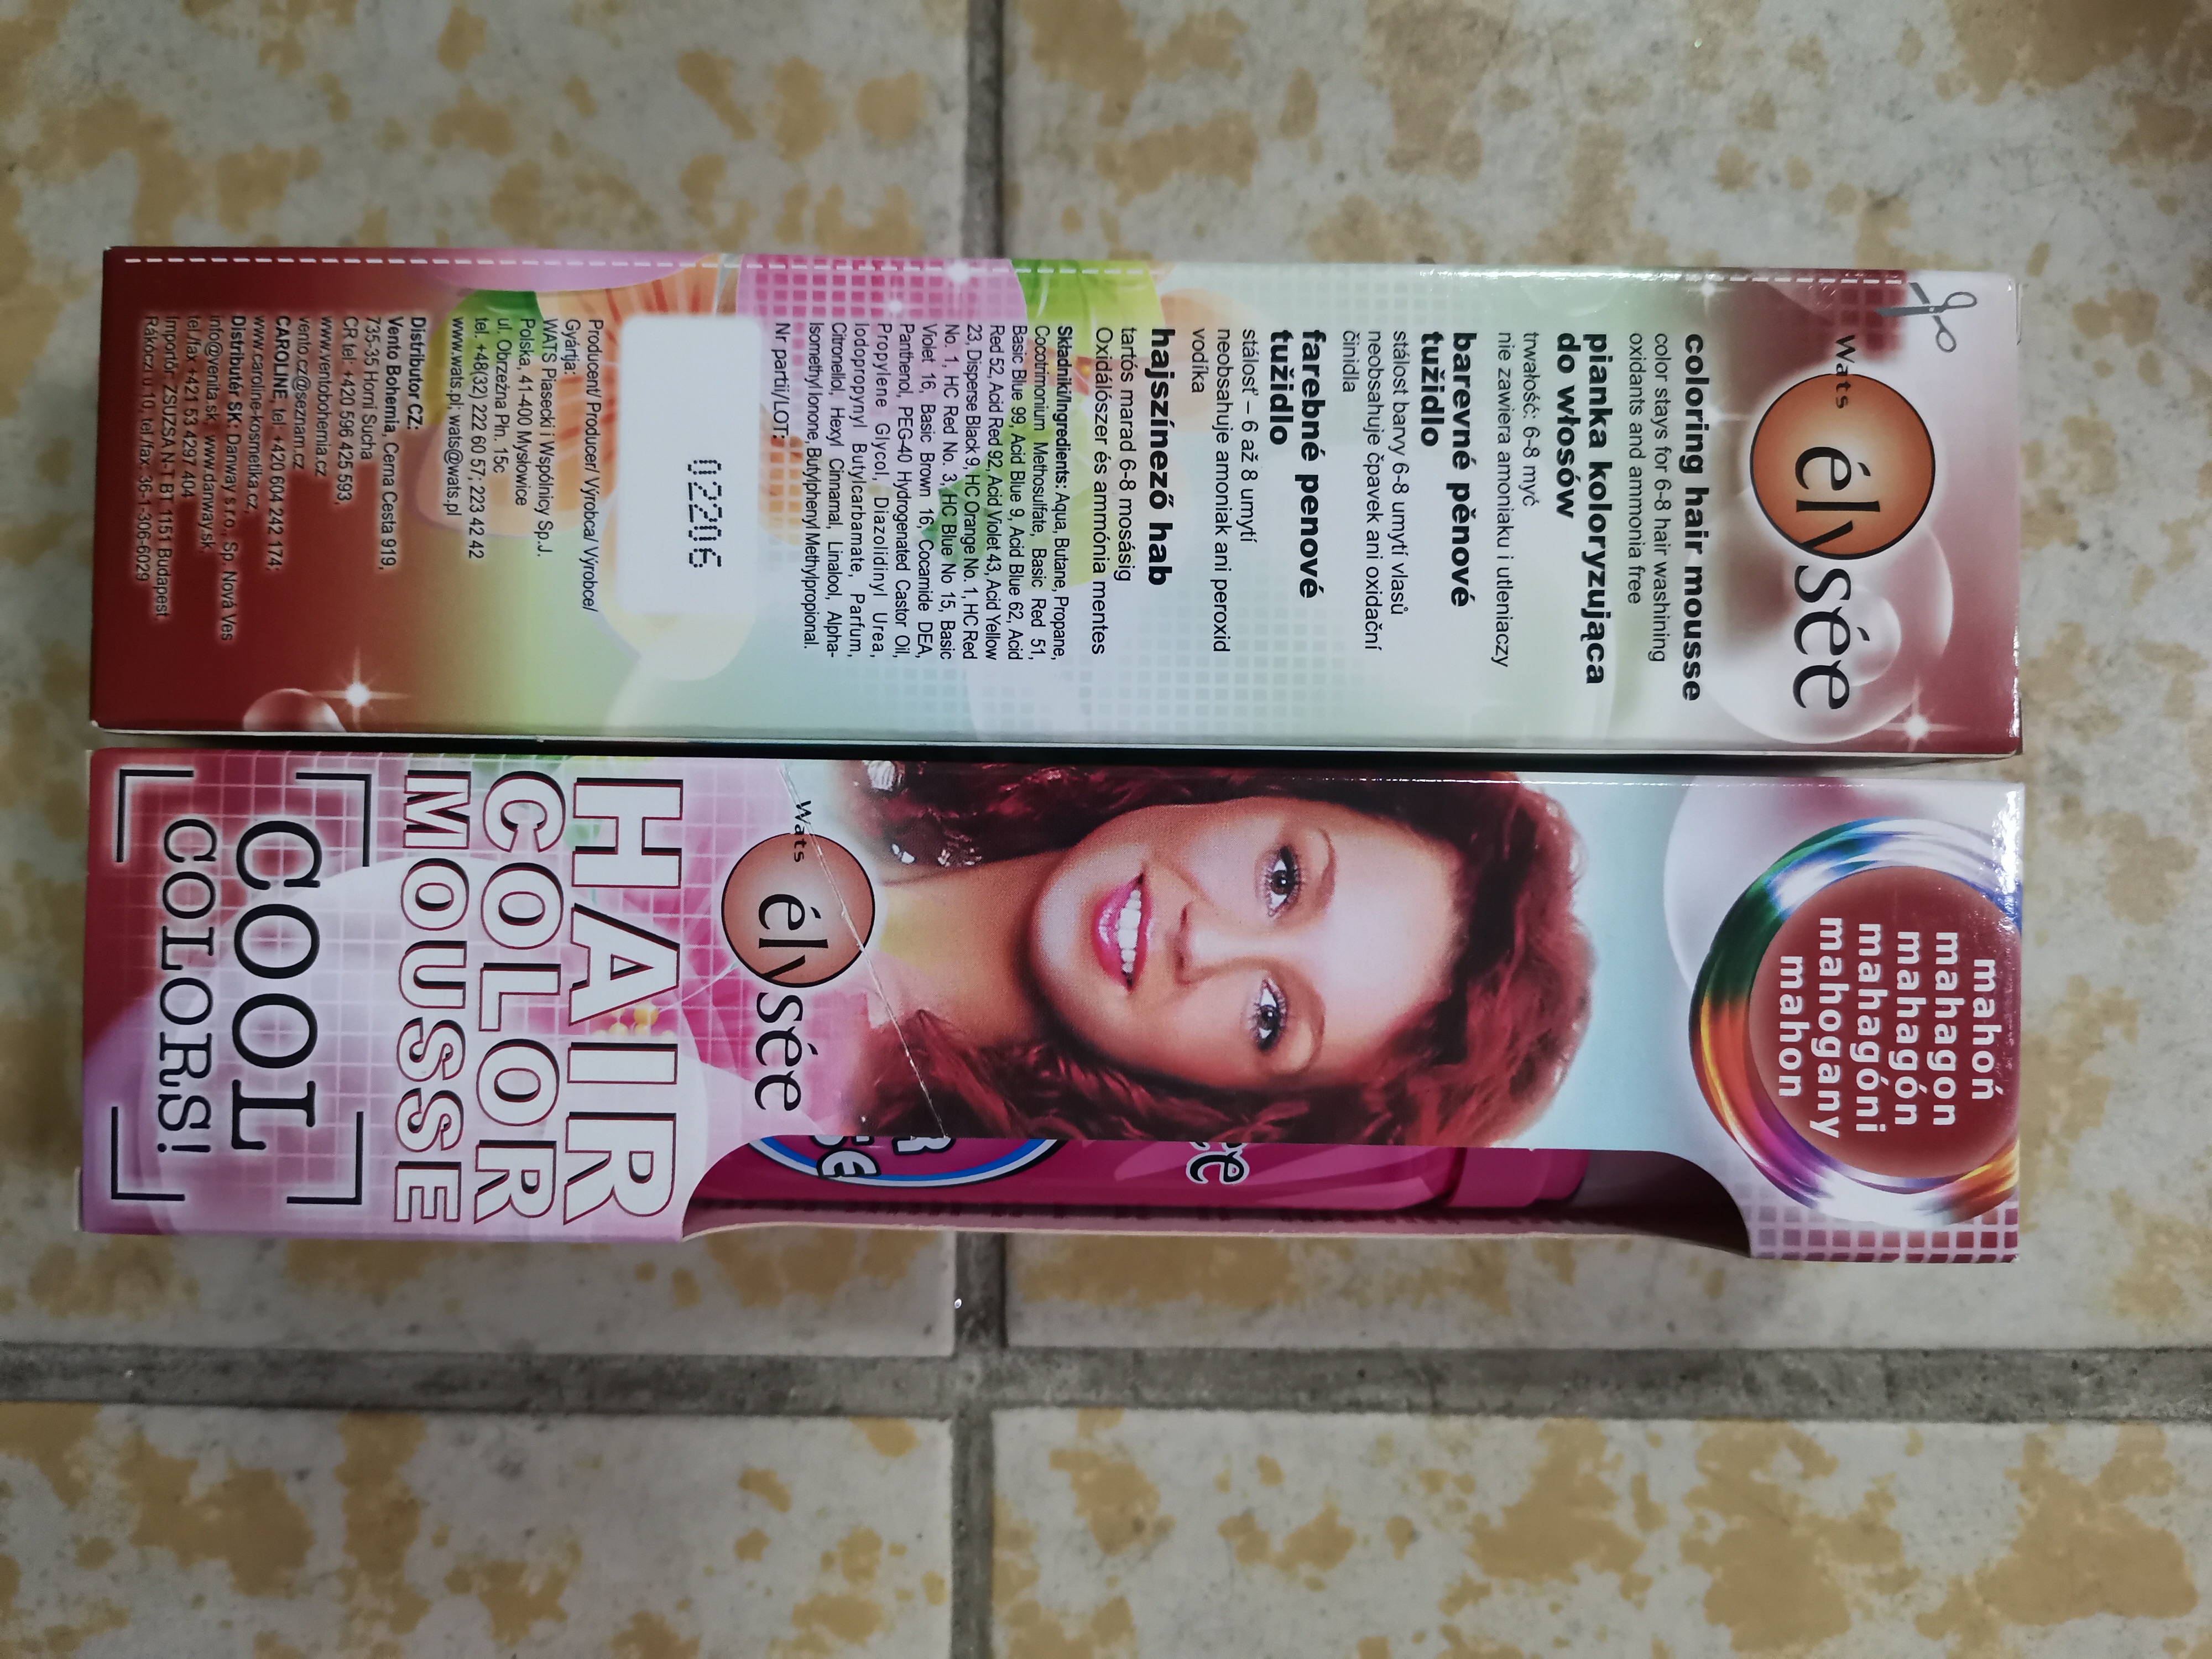 Wats
élysée
coloring hair mousse
color stays for 6-8 hair washining
oxidants and ammonia free
pianka koloryzująca
do włosów
trwałość: 6-8 myć
nie zawiera amoniaku i utleniaczy
barevné pěnové
tužidlo
stálost barvy 6-8 umytí vlasů
neobsahuje čpavek ani oxidační
činidla
farebné penové
tužidlo
stálosť – 6 až 8 umytí
neobsahuje amoniak ani peroxid
vodíka
hajszínező hab
tartós marad 6-8 mosásig
Oxidálószer és ammónia mentes
Składniki/Ingredients: Aqua, Butane, Propane,
Cocotrimonium Methosulfate, Basic Red 51,
Basic Blue 99, Acid Blue 9, Acid Blue 62, Acid
Red 52, Acid Red 92, Acid Violet 43, Acid Yellow
23, Disperse Black 9, HC Orange No. 1, HC Red
No. 1, HC Red No. 3, HC Blue No 15, Basic
Violet 16, Basic Brown 16, Cocamide DEA,
Panthenol, PEG-40 Hydrogenated Castor Oil,
Propylene Glycol, Diazolidinyl Urea,
Iodopropynyl Butylcarbamate, Parfum,
Citronellol, Hexyl Cinnamal, Linalool, Alpha-
Isomethyl Ionone, Butylphenyl Methylpropional.
Nr partii/LOT:
02206
Producent/ Producer/ Výrobca/ Výrobce/
Gyártja:
WATS Piasecki i Wspólnicy Sp.J.
Polska, 41-400 Mysłowice
ul. Obrzeżna Płn. 15c
tel. +48(32) 222 60 57; 223 42 42
www.wats.pl; wats@wats.pl
Distributor CZ:
Vento Bohemia, Cerna Cesta 919,
735-35 Horní Suchá
CR tel. +420 596 425 593,
www.ventobohemia.cz
vento.cz@seznam.cz
CAROLINE, tel. +420 604 242 174;
www.caroline-kosmetika.cz,
Distribútér SK: Danway s.r.o., Sp. Nová Ves
info@venita.sk, www.danway.sk,
tel./fax +421 53 4297 404
Importőr: ZSUZSA N-T BT. 1151 Budapest,
Rákorzi u 10, tel./fax. 36-1-306-6029
mahoń
mahagon
mahagón
mahagóni
mahogany
mahon
Wats
élysée
HAIR
COLOR
MOUSSE
COOL
COLORS!